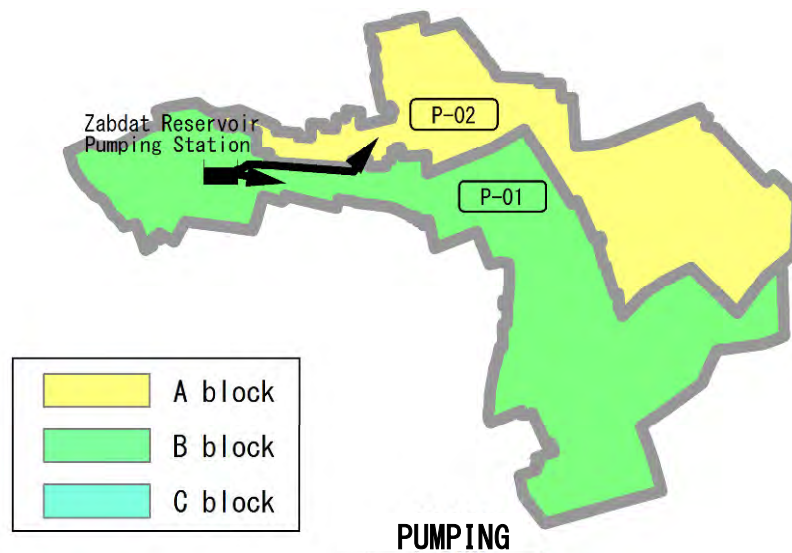 P-02
Zabdat Reservoir
Pumping Station
P-01
A block
B block
C block
PUMPING